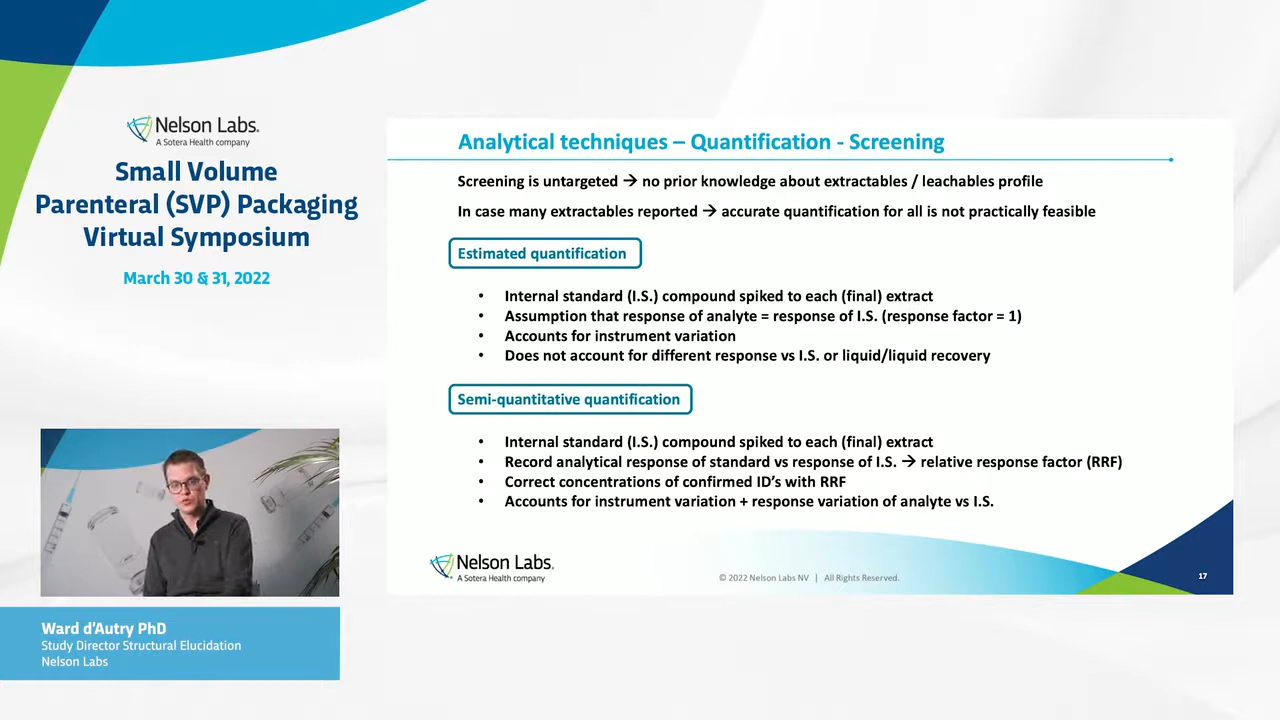 Nelson Labs.
A Sotera Health company
Small Volume
Parenteral (SVP) Packaging
Virtual Symposium
March 30 & 31, 2022
Analytical techniques – Quantification - Screening
Screening is untargeted → no prior knowledge about extractables / leachables profile
In case many extractables reported → accurate quantification for all is not practically feasible
Estimated quantification
• Internal standard (I.S.) compound spiked to each (final) extract
• Assumption that response of analyte = response of I.S. (response factor = 1)
• Accounts for instrument variation
• Does not account for different response vs I.S. or liquid/liquid recovery
Semi-quantitative quantification
• Internal standard (I.S.) compound spiked to each (final) extract
• Record analytical response of standard vs response of I.S. → relative response factor (RRF)
• Correct concentrations of confirmed ID's with RRF
• Accounts for instrument variation + response variation of analyte vs I.S.
Nelson Labs.
A Sotera Health company
© 2022 Nelson Labs NV | All Rights Reserved.
17
Ward d'Autry PhD
Study Director Structural Elucidation
Nelson Labs